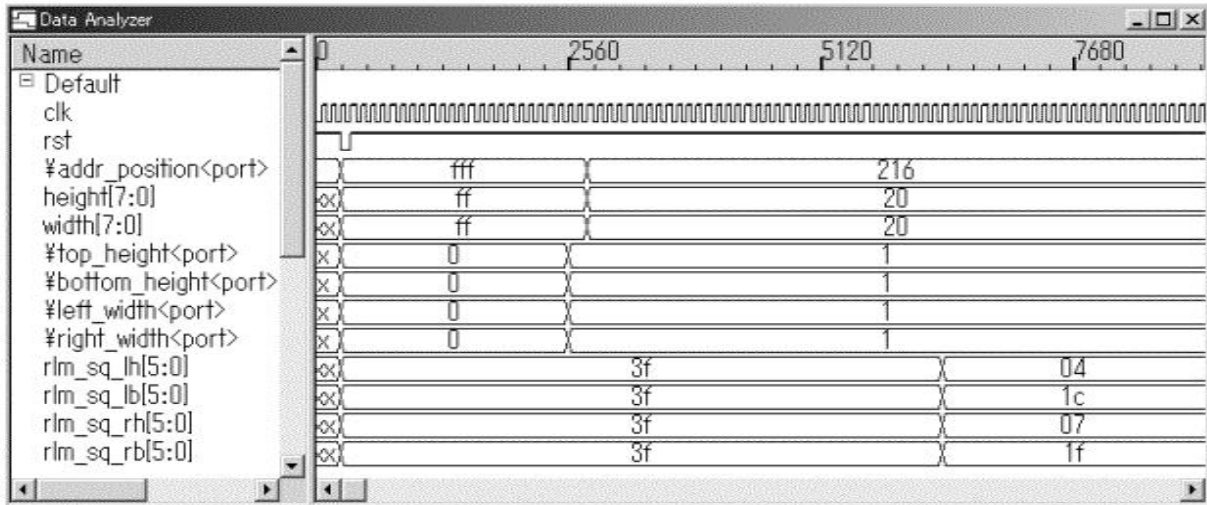 Data Analyzer
Name 0 2560 5120 7680
Default
clk
rst
¥addr_position<port> fff 216
height[7:0] xx ff 20
width[7:0] xx ff 20
¥top_height<port> x 0 1
¥bottom_height<port> x 0 1
¥left_width<port> x 0 1
¥right_width<port> x 0 1
rlm_sq_lh[5:0] xx 3f 04
rlm_sq_lb[5:0] xx 3f 1c
rlm_sq_rh[5:0] xx 3f 07
rlm_sq_rb[5:0] xx 3f 1f